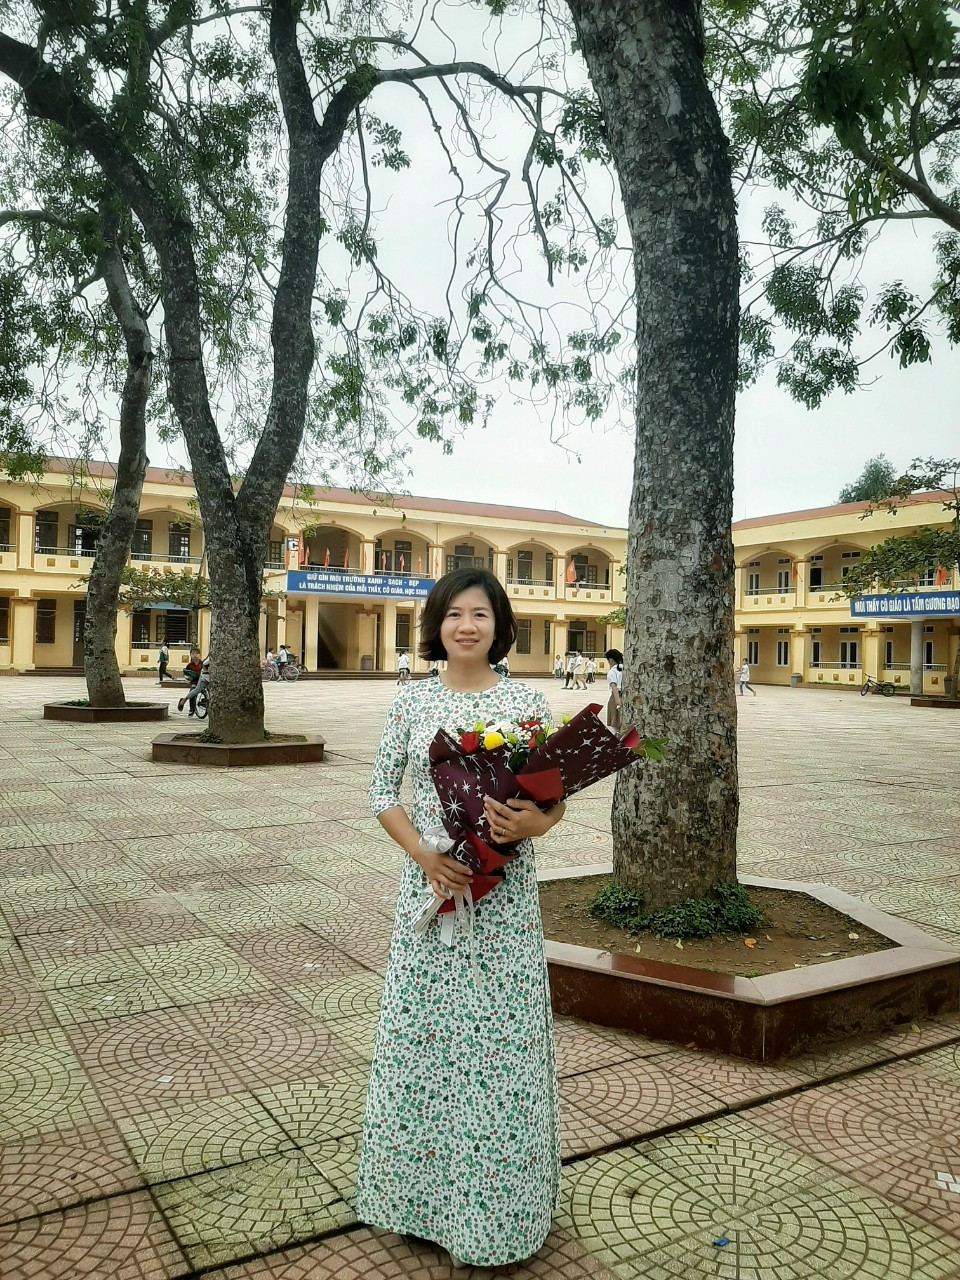 GIỮ GÌN MÔI TRƯỜNG XANH - SẠCH - ĐẸP
LÀ TRÁCH NHIỆM CỦA MỖI THẦY, CÔ GIÁO, HỌC SINH
MỖI THẦY CÔ GIÁO LÀ TẤM GƯƠNG ĐẠO